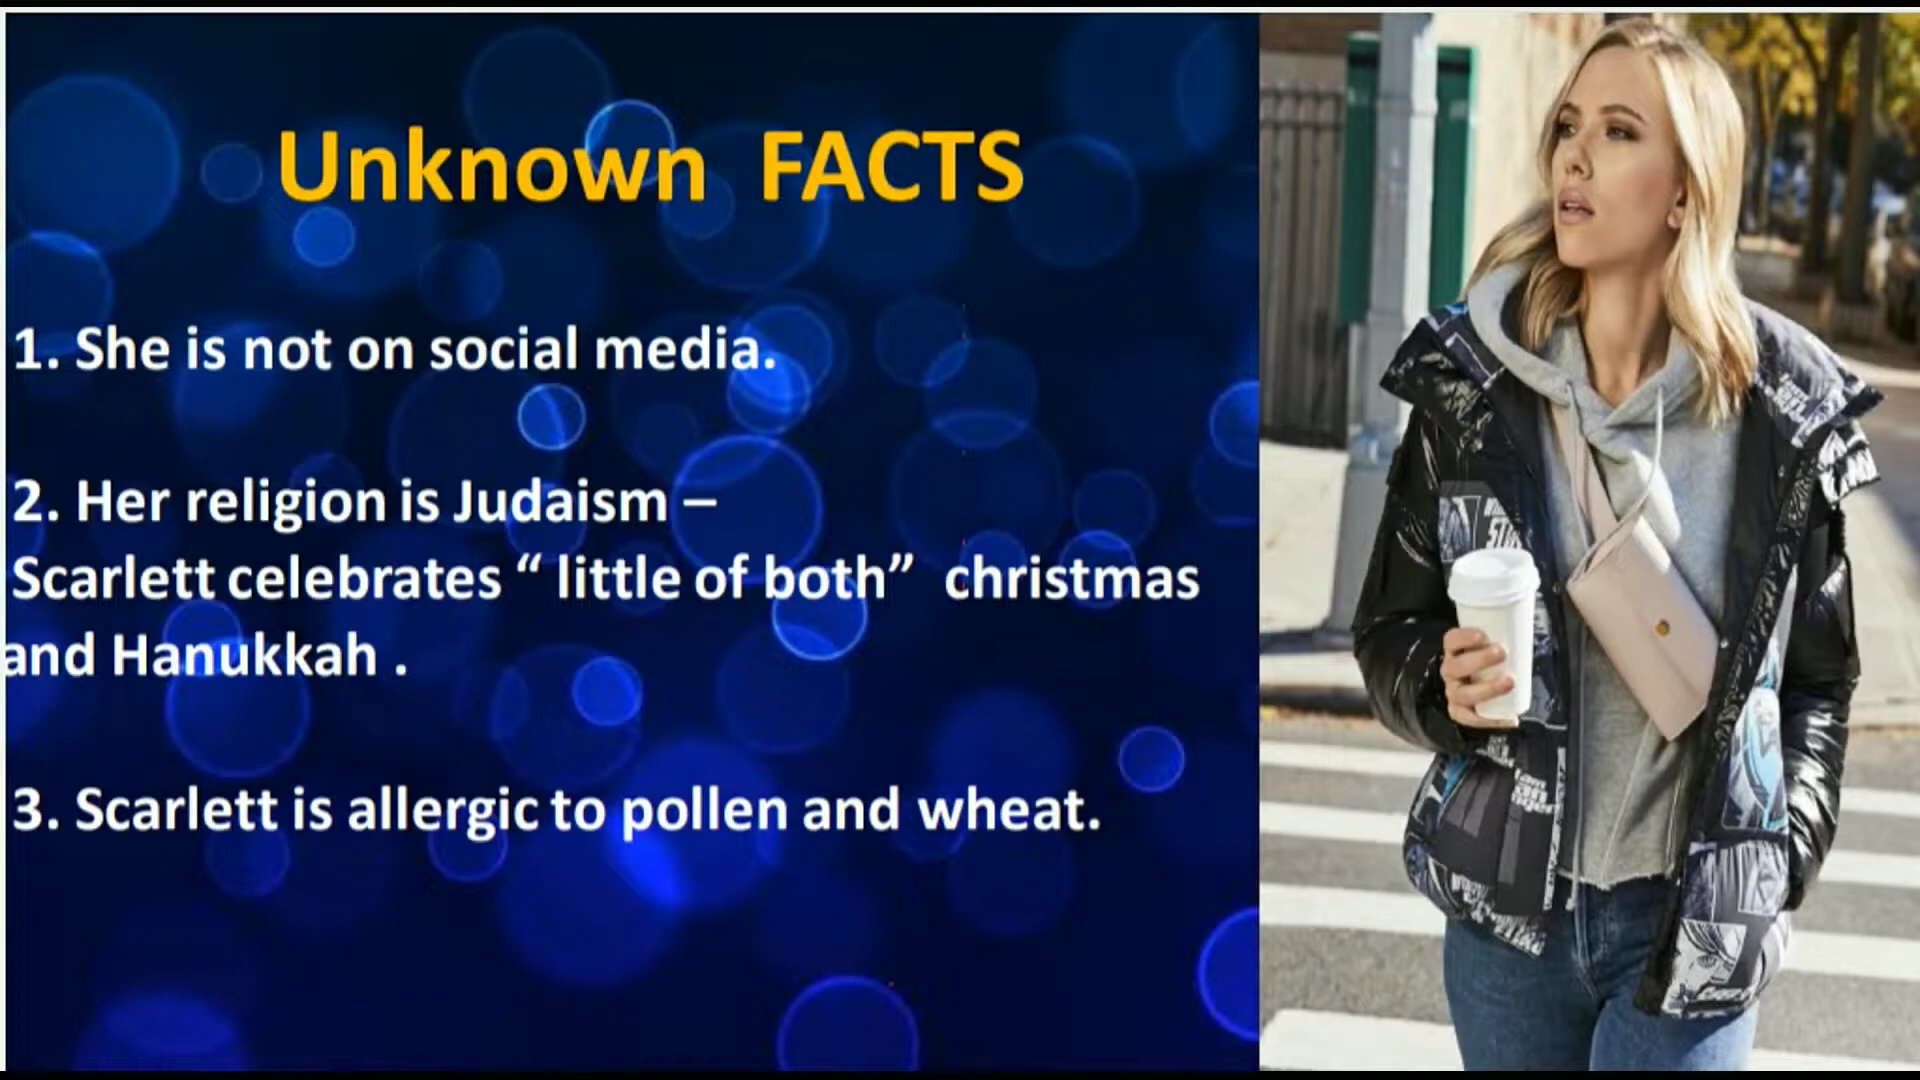 Unknown FACTS
1. She is not on social media.
2. Her religion is Judaism –
Scarlett celebrates “ little of both” christmas
and Hanukkah .
3. Scarlett is allergic to pollen and wheat.